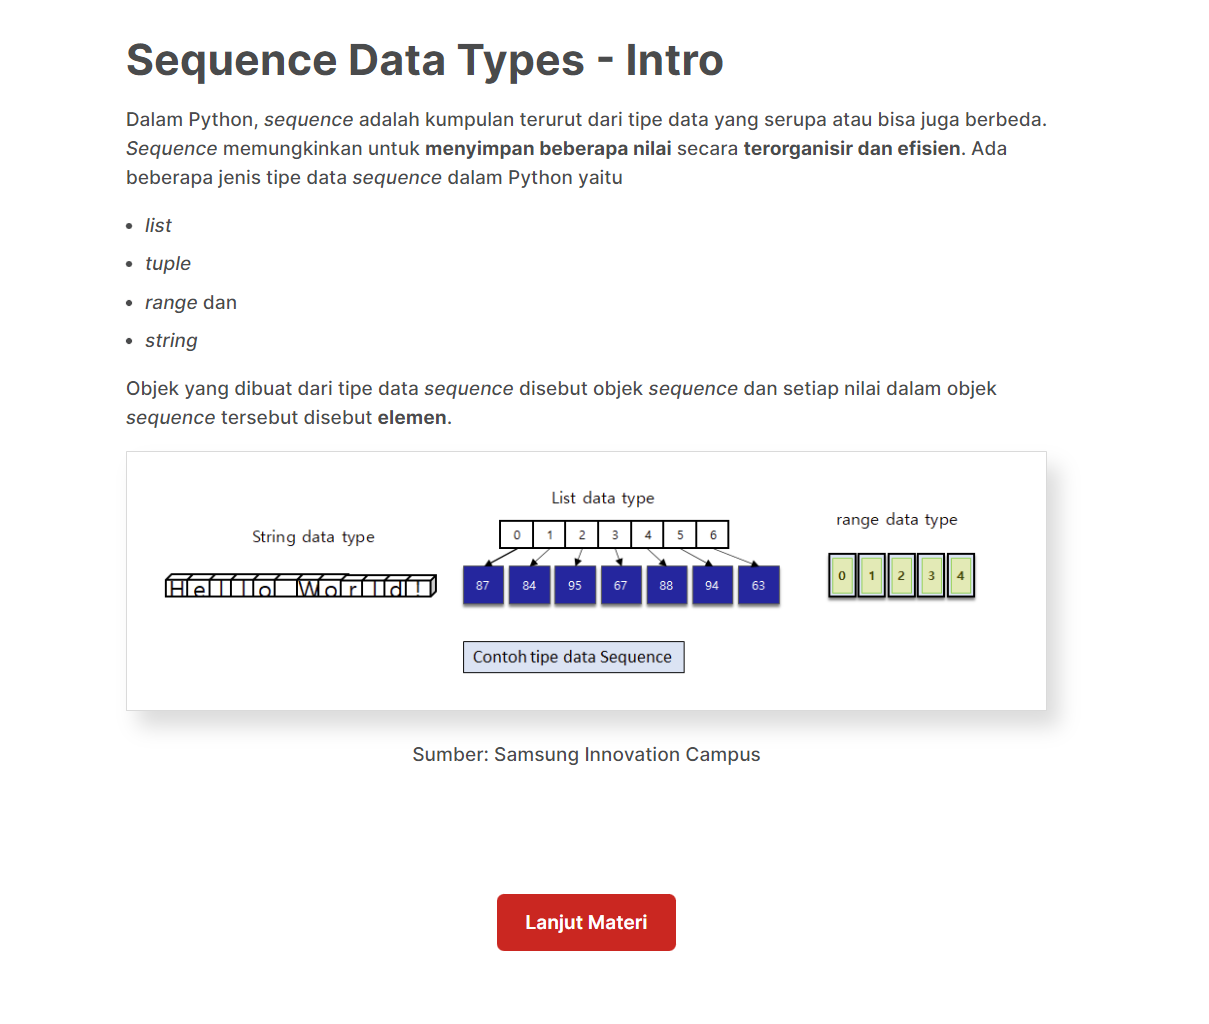 Sequence Data Types - Intro
Dalam Python, sequence adalah kumpulan terurut dari tipe data yang serupa atau bisa juga berbeda.
Sequence memungkinkan untuk menyimpan beberapa nilai secara terorganisir dan efisien. Ada
beberapa jenis tipe data sequence dalam Python yaitu
• list
• tuple
• range dan
• string
Objek yang dibuat dari tipe data sequence disebut objek sequence dan setiap nilai dalam objek
sequence tersebut disebut elemen.
String data type
Hello World!
List data type
0 1 2 3 4 5 6
87 84 95 67 88 94 63
range data type
0 1 2 3 4
Contoh tipe data Sequence
Sumber: Samsung Innovation Campus
Lanjut Materi